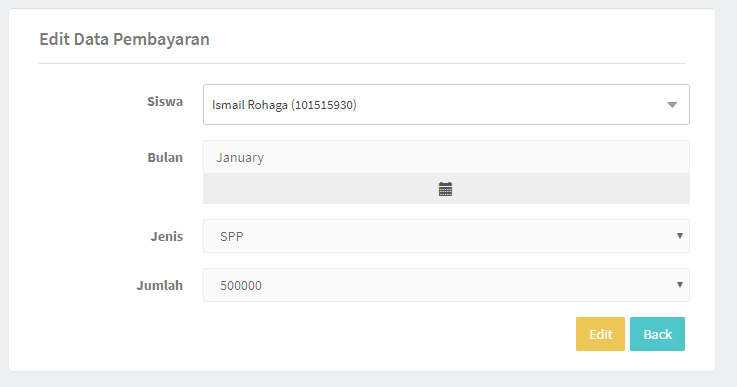 Edit Data Pembayaran
Siswa Ismail Rohaga (101515930)
Bulan January
Jenis SPP
Jumlah 500000
Edit Back